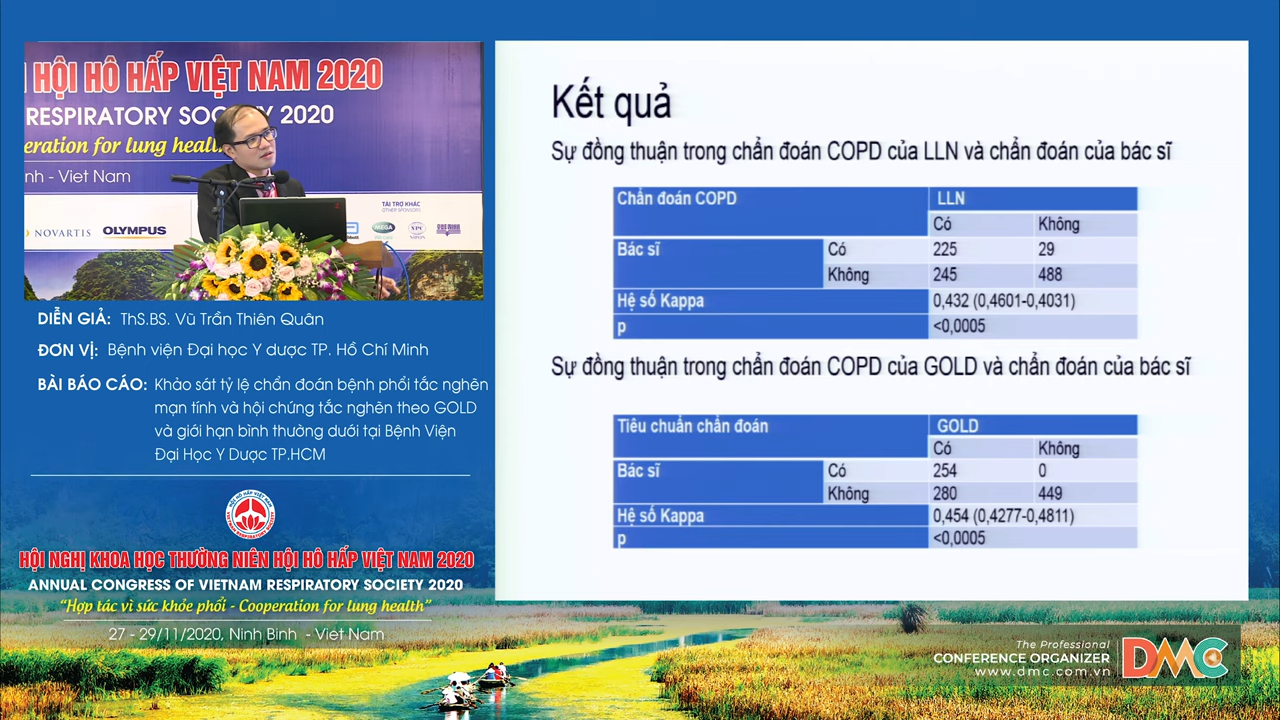 HỘI HÔ HẤP VIỆT NAM 2020
RESPIRATORY SOCIETY 2020
eration for lung health
inh - Viet Nam
NOVARTIS
OLYMPUS
TÀI TRỢ KHÁC
OTHER SPONSORS
MEGA
DIỄN GIẢ: ThS.BS. Vũ Trần Thiên Quân
ĐƠN VỊ: Bệnh viện Đại học Y dược TP. Hồ Chí Minh
BÀI BÁO CÁO: Khảo sát tỷ lệ chẩn đoán bệnh phổi tắc nghẽn
mạn tính và hội chứng tắc nghẽn theo GOLD
và giới hạn bình thường dưới tại Bệnh Viện
Đại Học Y Dược TP.HCM
HỘI NGHỊ KHOA HỌC THƯỜNG NIÊN HỘI HÔ HẤP VIỆT NAM 2020
ANNUAL CONGRESS OF VIETNAM RESPIRATORY SOCIETY 2020
"Hợp tác vì sức khỏe phổi - Cooperation for lung health"
27 - 29/11/2020, Ninh Binh - Viet Nam
Kết quả
Sự đồng thuận trong chẩn đoán COPD của LLN và chẩn đoán của bác sĩ
Chẩn đoán COPD LLN
Có Không
Bác sĩ Có 225 29
Không 245 488
Hệ số Kappa 0,432 (0,4601-0,4031)
p <0,0005
Sự đồng thuận trong chẩn đoán COPD của GOLD và chẩn đoán của bác sĩ
Tiêu chuẩn chẩn đoán GOLD
Có Không
Bác sĩ Có 254 0
Không 280 449
Hệ số Kappa 0,454 (0,4277-0,4811)
p <0,0005
The Professional
CONFERENCE ORGANIZER
www.dmc.com.vn
DMC